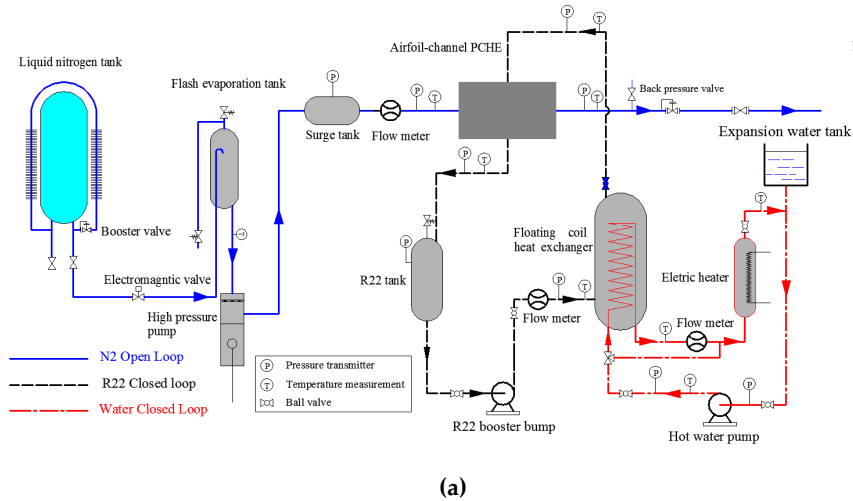 Airfoil-channel PCHE
P
T
Liquid nitrogen tank
Flash evaporation tank
P
P
T
P
T
Back pressure valve
Surge tank
Flow meter
Expansion water tank
P
T
T
Booster valve
T
P
Floating coil
heat exchanger
Eletric heater
Electromagntic valve
R22 tank
P
T
High pressure
pump
Flow meter
T
Flow meter
N2 Open Loop
R22 Closed loop
Water Closed Loop
P Pressure transmitter
T Temperature measurement
Ball valve
P
T
P
R22 booster bump
Hot water pump
(a)